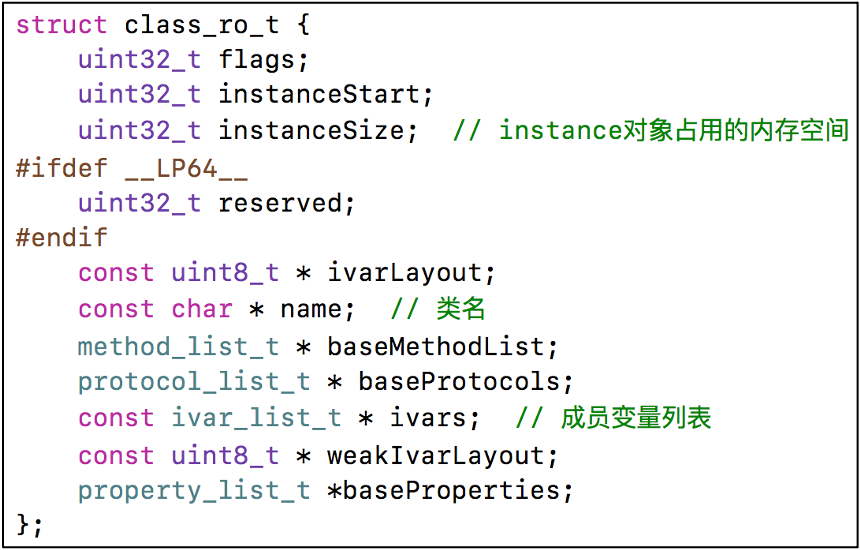 struct class_ro_t {
    uint32_t flags;
    uint32_t instanceStart;
    uint32_t instanceSize;  // instance对象占用的内存空间
#ifdef __LP64__
    uint32_t reserved;
#endif
    const uint8_t * ivarLayout;
    const char * name;  // 类名
    method_list_t * baseMethodList;
    protocol_list_t * baseProtocols;
    const ivar_list_t * ivars;  // 成员变量列表
    const uint8_t * weakIvarLayout;
    property_list_t *baseProperties;
};